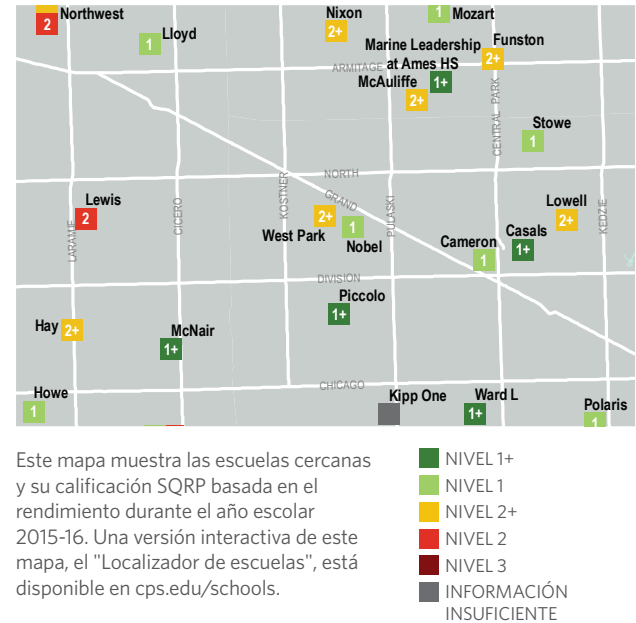 Northwest
2
Lloyd
1
Nixon
2+
1
Mozart
Marine Leadership
at Ames HS
1+
Funston
2+
ARMITAGE
McAuliffe
2+
CENTRAL PARK
Stowe
1
NORTH
KOSTNER
GRAND
PULASKI
CICERO
LARAMIE
KEDZIE
Lewis
2
West Park
2+
1
Nobel
Cameron
1
Casals
1+
Lowell
2+
DIVISION
Piccolo
1+
Hay
2+
McNair
1+
CHICAGO
Howe
1
Kipp One
Ward L
1+
Polaris
1
Este mapa muestra las escuelas cercanas
y su calificación SQRP basada en el
rendimiento durante el año escolar
2015-16. Una versión interactiva de este
mapa, el "Localizador de escuelas", está
disponible en cps.edu/schools.
NIVEL 1+
NIVEL 1
NIVEL 2+
NIVEL 2
NIVEL 3
INFORMACIÓN
INSUFICIENTE